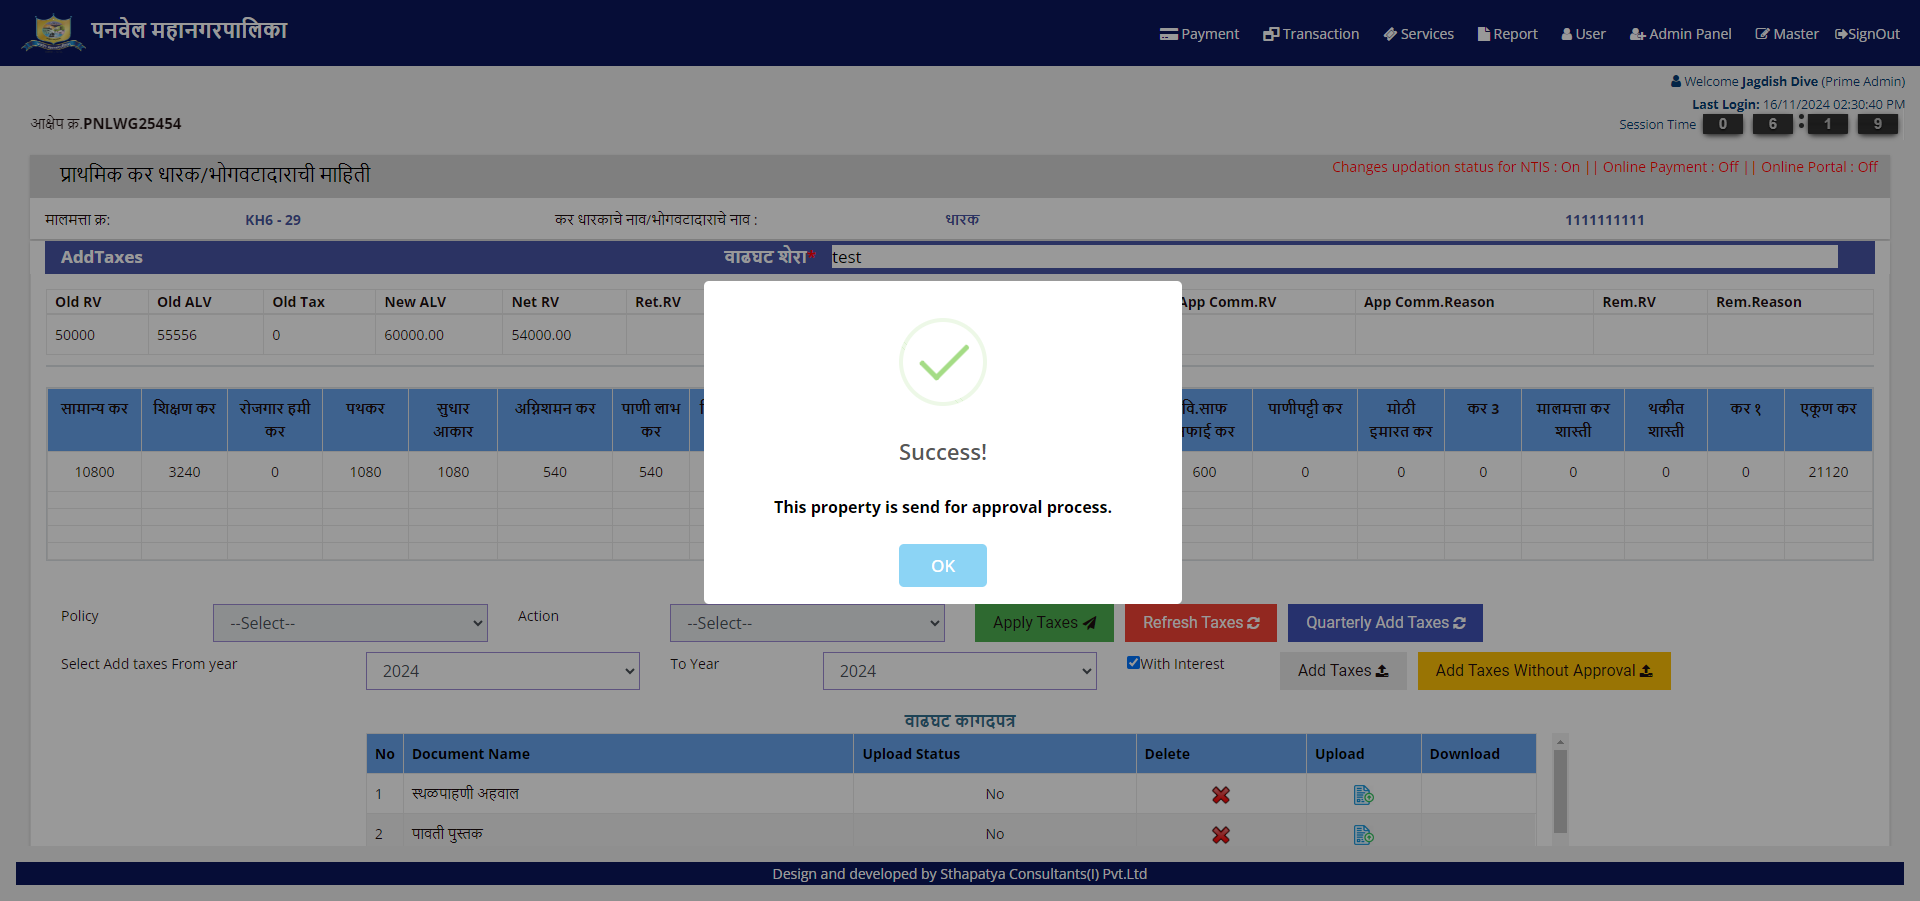 पनवेल महानगरपालिका
Payment Transaction Services Report User Admin Panel Master SignOut
Welcome Jagdish Dive (Prime Admin)
Last Login: 16/11/2024 02:30:40 PM
आक्षेप क्र.PNLWG25454
Session Time 0 6 : 1 9
प्राथमिक कर धारक/भोगवटादाराची माहिती
Changes updation status for NTIS : On || Online Payment : Off || Online Portal : Off
मालमत्ता क्र: KH6 - 29 कर धारकाचे नाव/भोगवटादाराचे नाव : धारक 1111111111
AddTaxes वाढघट शेरा* test
Old RV Old ALV Old Tax New ALV Net RV Ret.RV App Comm.RV App Comm.Reason Rem.RV Rem.Reason
50000 55556 0 60000.00 54000.00
सामान्य कर शिक्षण कर रोजगार हमी कर पथकर सुधार आकार अग्निशमन कर पाणी लाभ कर वि.साफ सफाई कर पाणीपट्टी कर मोठी इमारत कर कर 3 मालमत्ता कर शास्ती थकीत शास्ती कर १ एकूण कर
10800 3240 0 1080 1080 540 540 600 0 0 0 0 0 0 21120
Success!
This property is send for approval process.
OK
Policy --Select-- Action --Select-- Apply Taxes Refresh Taxes Quarterly Add Taxes
Select Add taxes From year 2024 To Year 2024 With Interest Add Taxes Add Taxes Without Approval
वाढघट कागदपत्र
No Document Name Upload Status Delete Upload Download
1 स्थळपाहणी अहवाल No
2 पावती पुस्तक No
Design and developed by Sthapatya Consultants(I) Pvt.Ltd